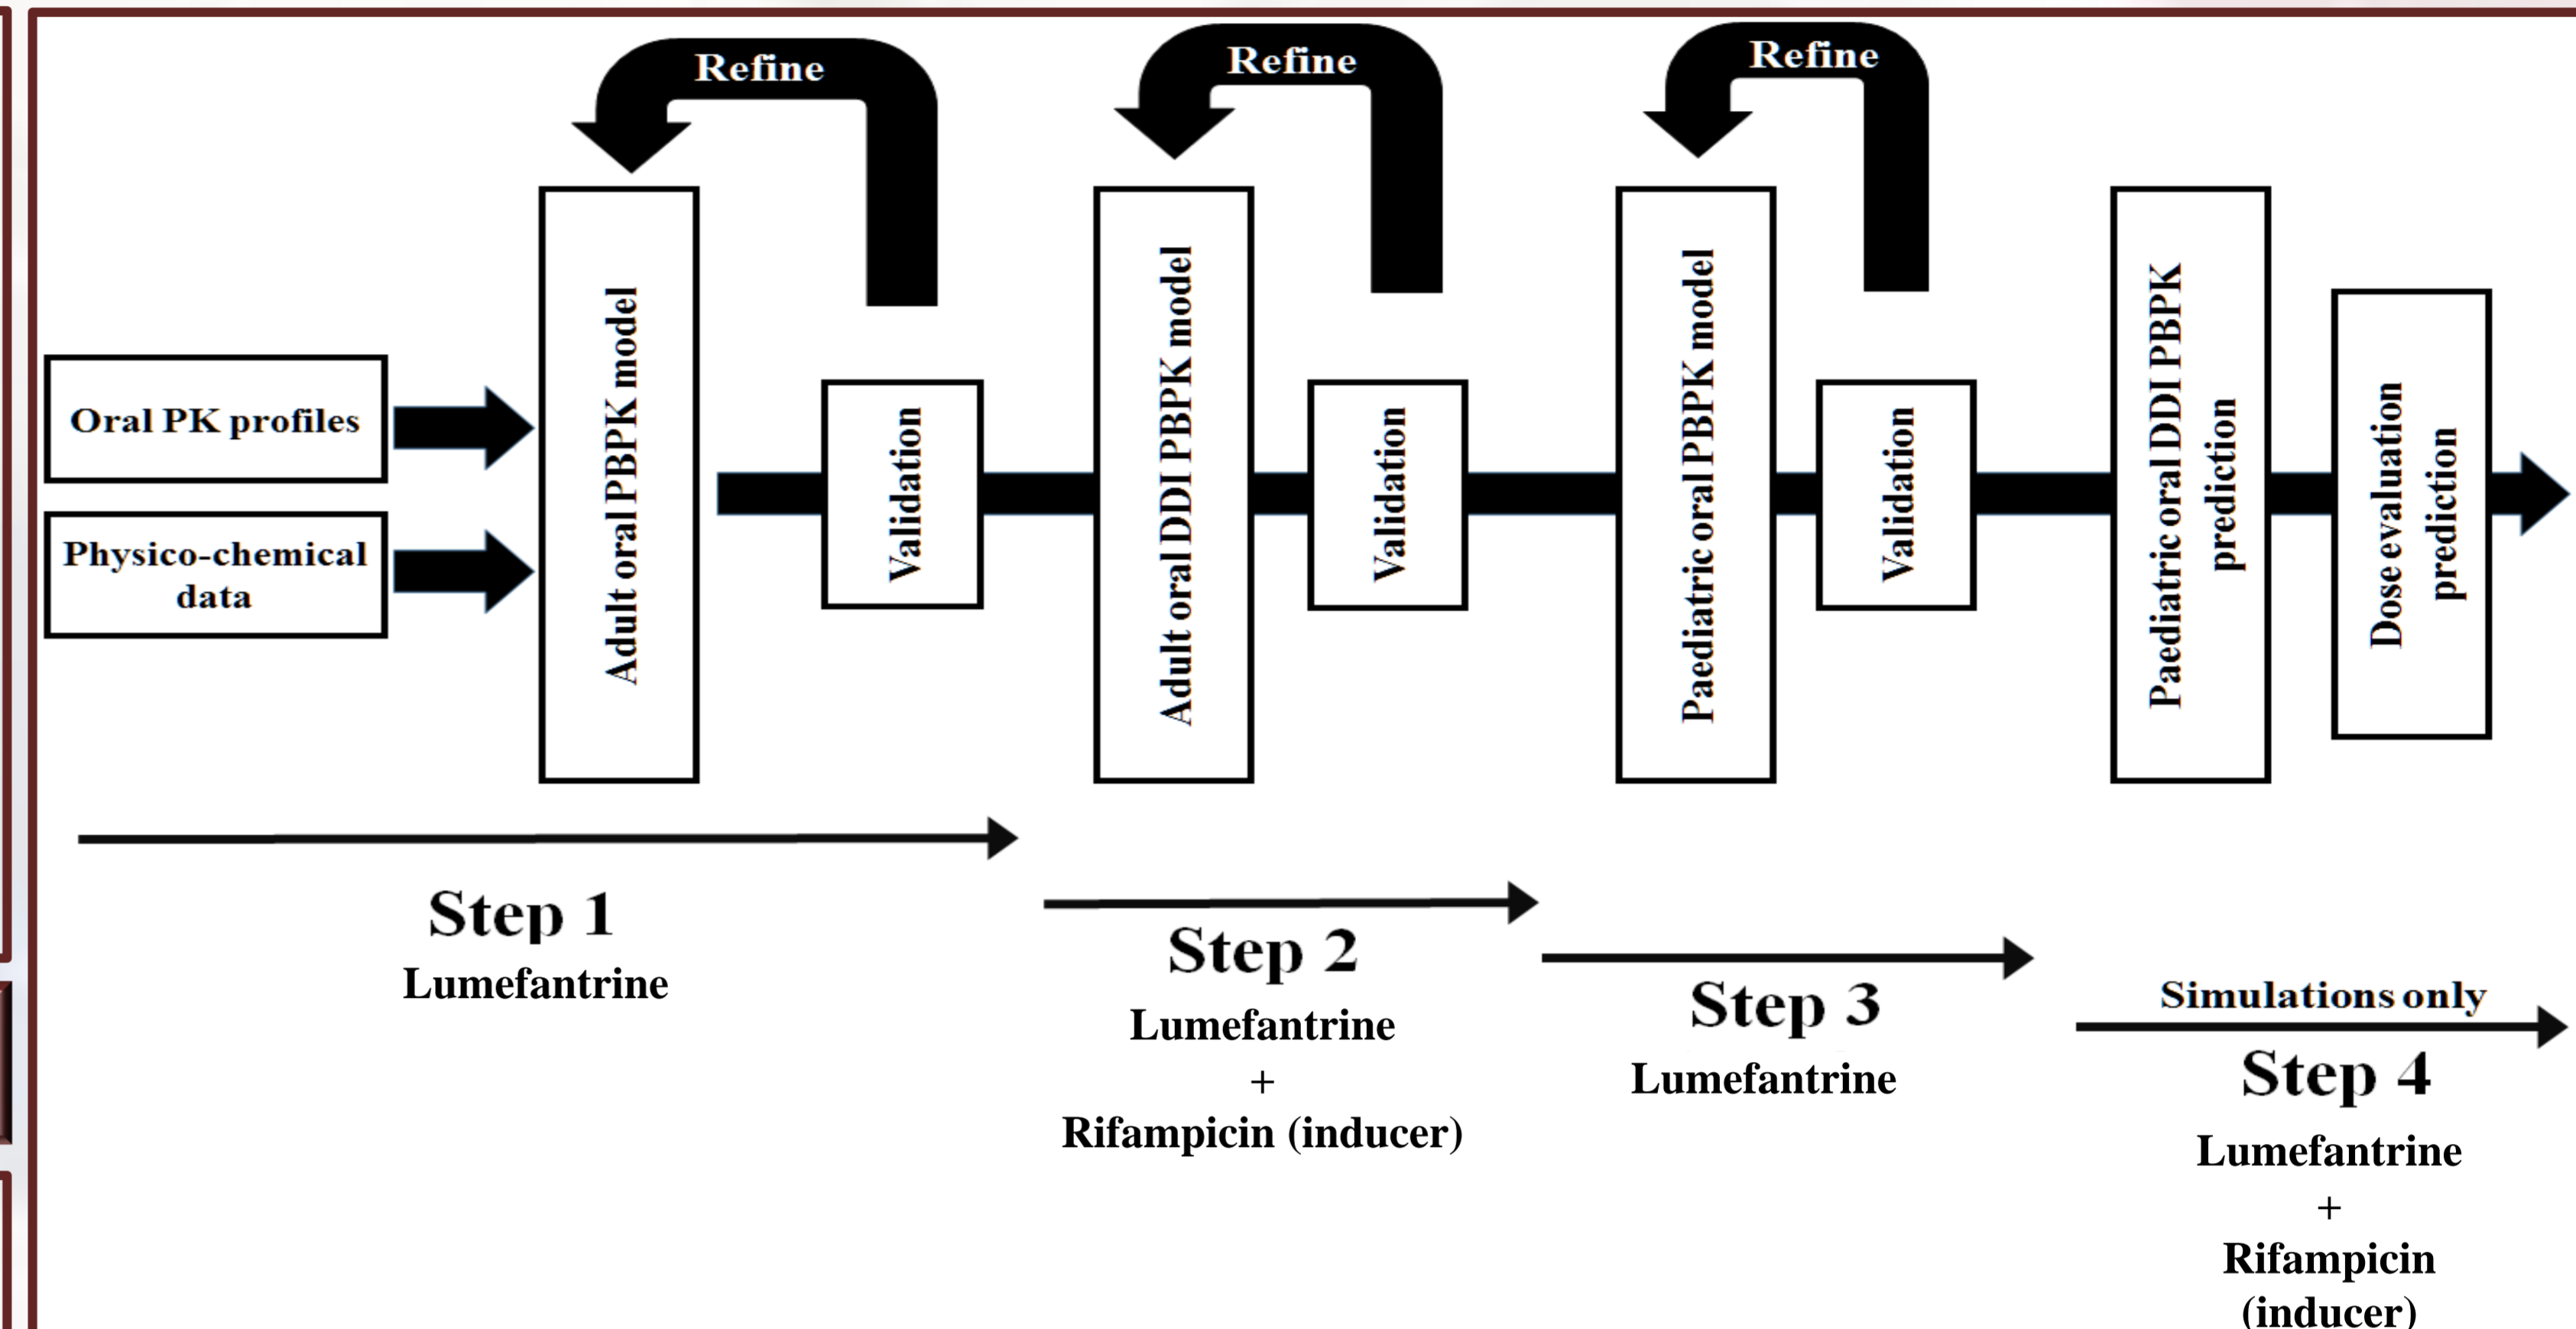 Refine
Refine
Refine
Oral PK profiles
Physico-chemical
data
Adult oral PBPK model
Validation
Adult oral DDI PBPK model
Validation
Paediatric oral PBPK model
Validation
Paediatric oral DDI PBPK
prediction
Dose evaluation
prediction
Step 1
Lumefantrine
Step 2
Lumefantrine
+
Rifampicin (inducer)
Step 3
Lumefantrine
Simulations only
Step 4
Lumefantrine
+
Rifampicin
(inducer)